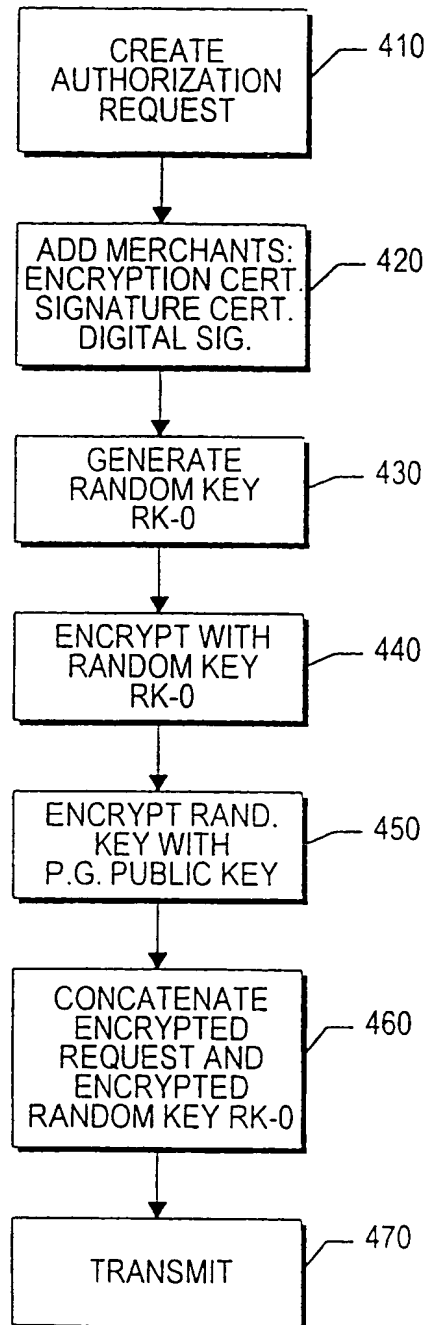 CREATE
AUTHORIZATION
REQUEST
410
ADD MERCHANTS:
ENCRYPTION CERT.
SIGNATURE CERT.
DIGITAL SIG.
420
GENERATE
RANDOM KEY
RK-0
430
ENCRYPT WITH
RANDOM KEY
RK-0
440
ENCRYPT RAND.
KEY WITH
P.G. PUBLIC KEY
450
CONCATENATE
ENCRYPTED
REQUEST AND
ENCRYPTED
RANDOM KEY RK-0
460
TRANSMIT
470